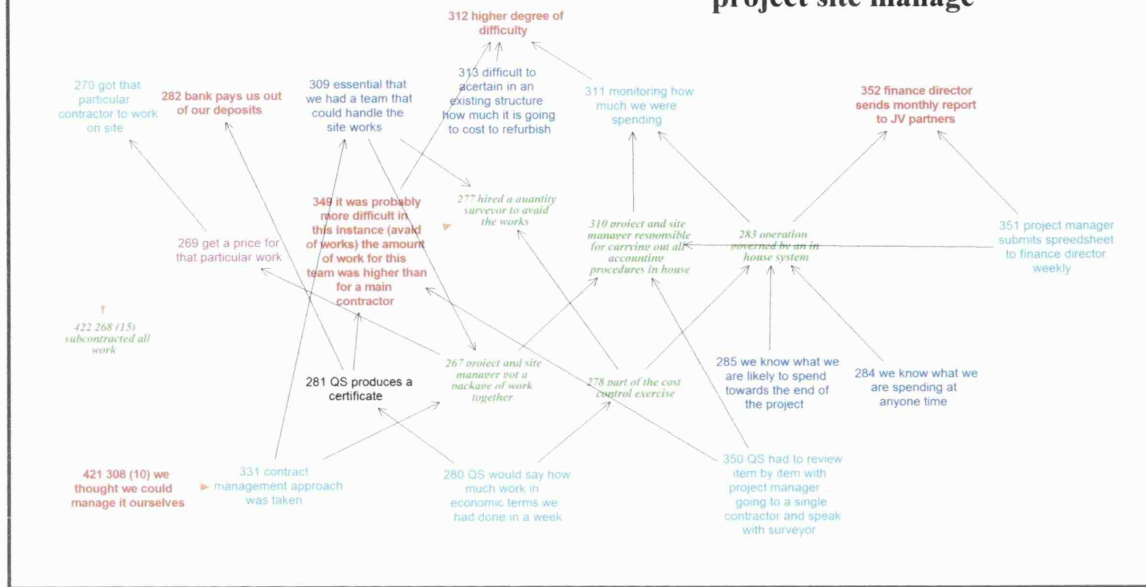 project site manage
312 higher degree of
difficulty
270 got that
particular
contractor to work
on site
282 bank pays us out
of our deposits
309 essential that
we had a team that
could handle the
site works
313 difficult to
acertain in an
existing structure
how much it is going
to cost to refurbish
311 monitoring how
much we were
spending
352 finance director
sends monthly report
to JV partners
349 it was probably
more difficult in
this instance (avaid
of works) the amount
of work for this
team was higher than
for a main
contractor
277 hired a auantity
surveyor to avaid
the works
269 get a price for
that particular work
310 project and site
manager responsible
for carrying out all
accounting
procedures in house
283 operation
governed by an in
house system
351 project manager
submits spreedsheet
to finance director
weekly
422 268 (15)
subcontracted all
work
281 QS produces a
certificate
267 project and site
manager got a
package of work
together
278 part of the cost
control exercise
285 we know what we
are likely to spend
towards the end of
the project
284 we know what we
are spending at
anyone time
421 308 (10) we
thought we could
manage it ourselves
331 contract
management approach
was taken
280 QS would say how
much work in
economic terms we
had done in a week
350 QS had to review
item by item with
project manager...
going to a single
contractor and speak
with surveyor